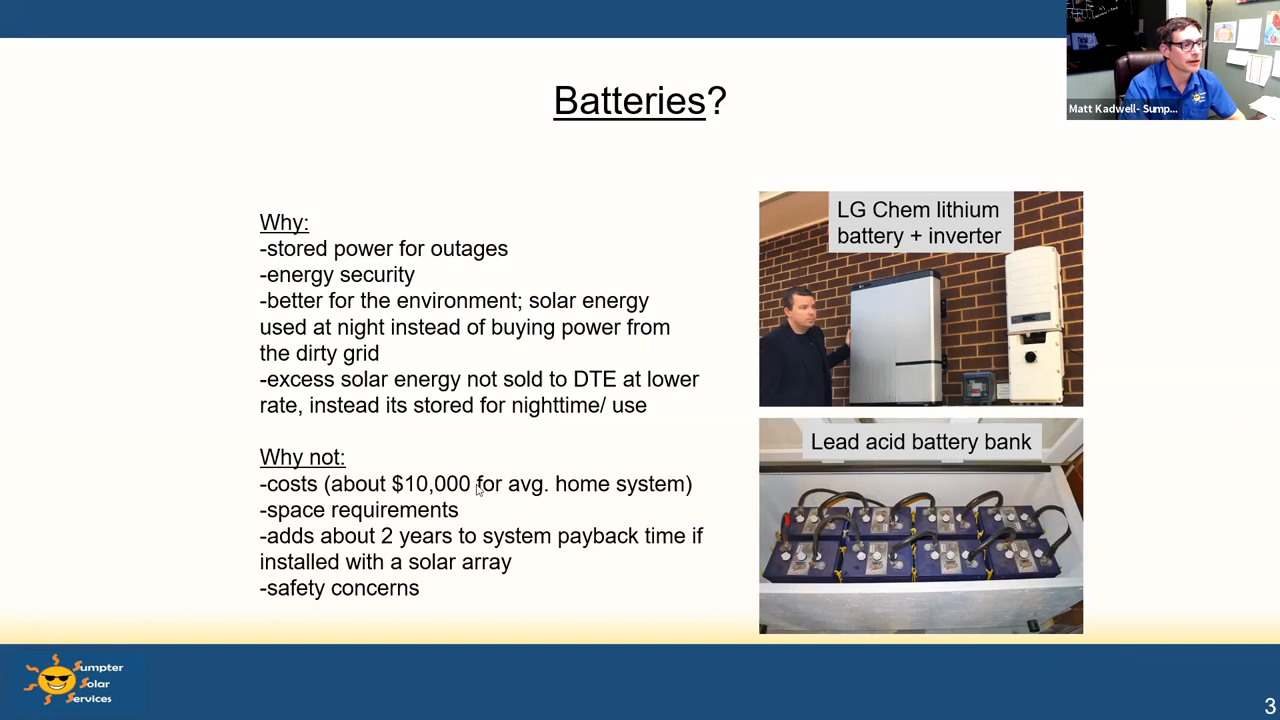 Batteries?
Matt Kadwell- Sump...
Why:
-stored power for outages
-energy security
-better for the environment; solar energy
used at night instead of buying power from
the dirty grid
-excess solar energy not sold to DTE at lower
rate, instead its stored for nighttime/ use
Why not:
-costs (about $10,000 for avg. home system)
-space requirements
-adds about 2 years to system payback time if
installed with a solar array
-safety concerns
LG Chem lithium
battery + inverter
Lead acid battery bank
Sumpter
Solar
Services
3